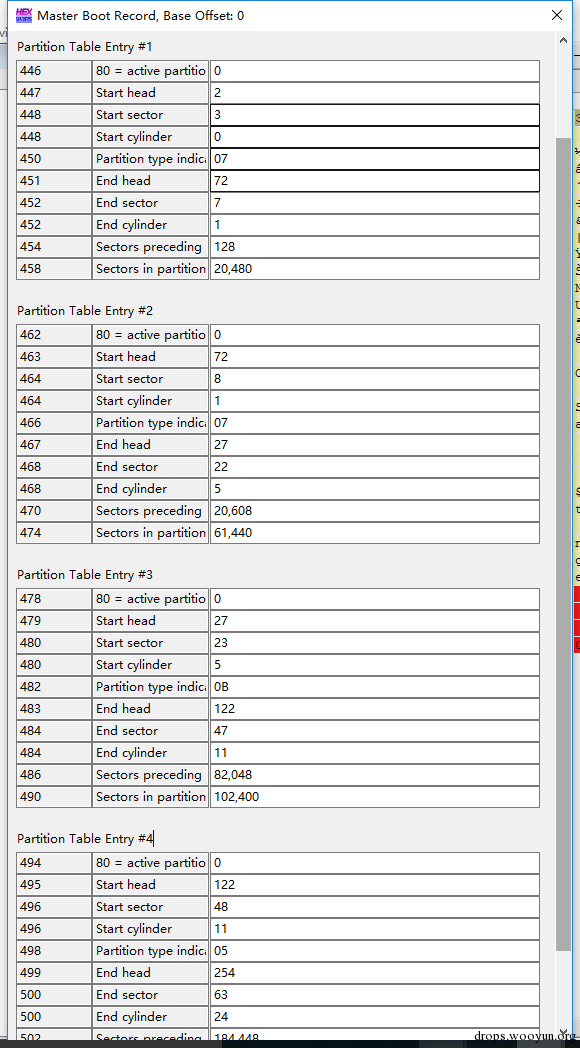 HEX Master Boot Record, Base Offset: 0
Partition Table Entry #1
446 80 = active partitio 0
447 Start head 2
448 Start sector 3
448 Start cylinder 0
450 Partition type indic 07
451 End head 72
452 End sector 7
452 End cylinder 1
454 Sectors preceding 128
458 Sectors in partition 20,480
Partition Table Entry #2
462 80 = active partitio 0
463 Start head 72
464 Start sector 8
464 Start cylinder 1
466 Partition type indic 07
467 End head 27
468 End sector 22
468 End cylinder 5
470 Sectors preceding 20,608
474 Sectors in partition 61,440
Partition Table Entry #3
478 80 = active partitio 0
479 Start head 27
480 Start sector 23
480 Start cylinder 5
482 Partition type indic 0B
483 End head 122
484 End sector 47
484 End cylinder 11
486 Sectors preceding 82,048
490 Sectors in partition 102,400
Partition Table Entry #4
494 80 = active partitio 0
495 Start head 122
496 Start sector 48
496 Start cylinder 11
498 Partition type indic 05
499 End head 254
500 End sector 63
500 End cylinder 24
502 Sectors preceding 184,448
drops.wooyun.org